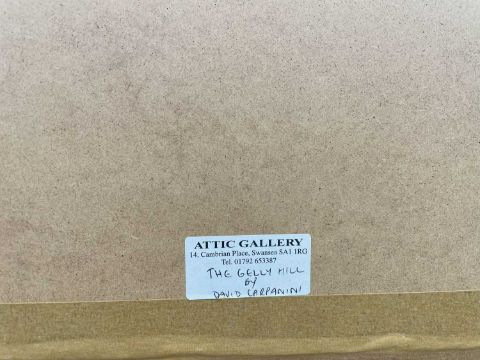 ATTIC GALLERY
14, Cambrian Place, Swansea SA1 1RG
Tel. 01792 653387
THE GELLY HILL
BY
DAVID CARPANINI